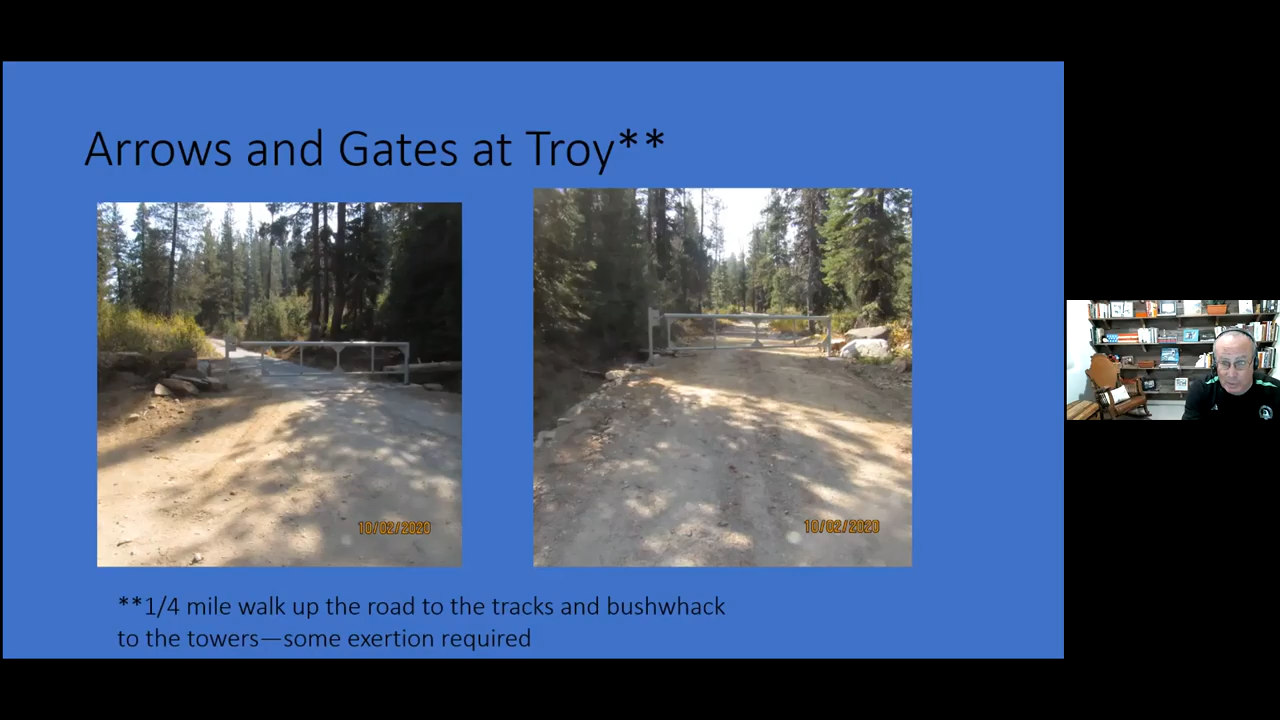 Arrows and Gates at Troy**
10/02/2020
10/02/2020
**1/4 mile walk up the road to the tracks and bushwhack
to the towers—some exertion required